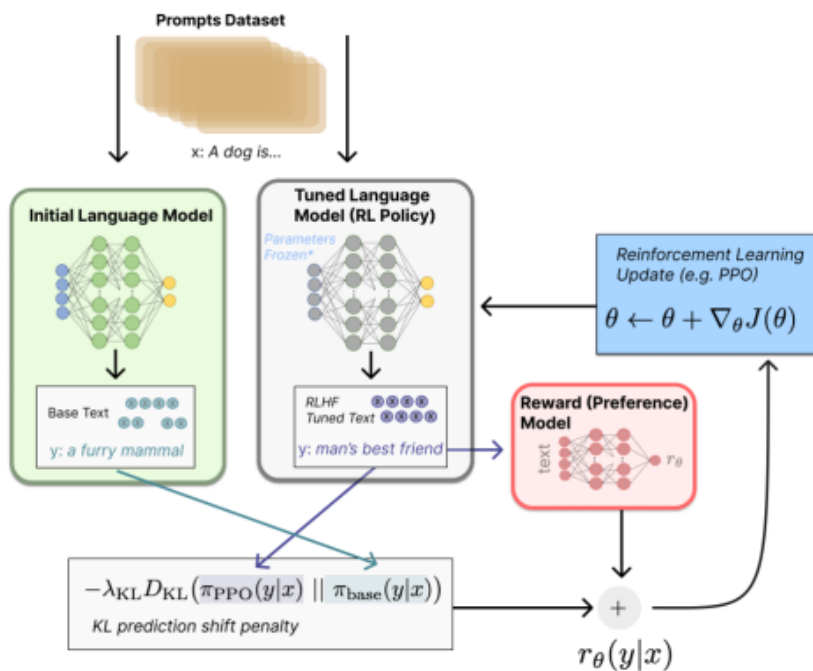 Prompts Dataset
x: A dog is...
Initial Language Model
Base Text
y: a furry mammal
Tuned Language
Model (RL Policy)
Parameters
Frozen*
RLHF
Tuned Text
y: man's best friend
Reinforcement Learning
Update (e.g. PPO)
θ ← θ + ∇θJ(θ)
Reward (Preference)
Model
text
rθ
−λKL DKL(πPPO(y|x) || πbase(y|x))
KL prediction shift penalty
+
rθ(y|x)